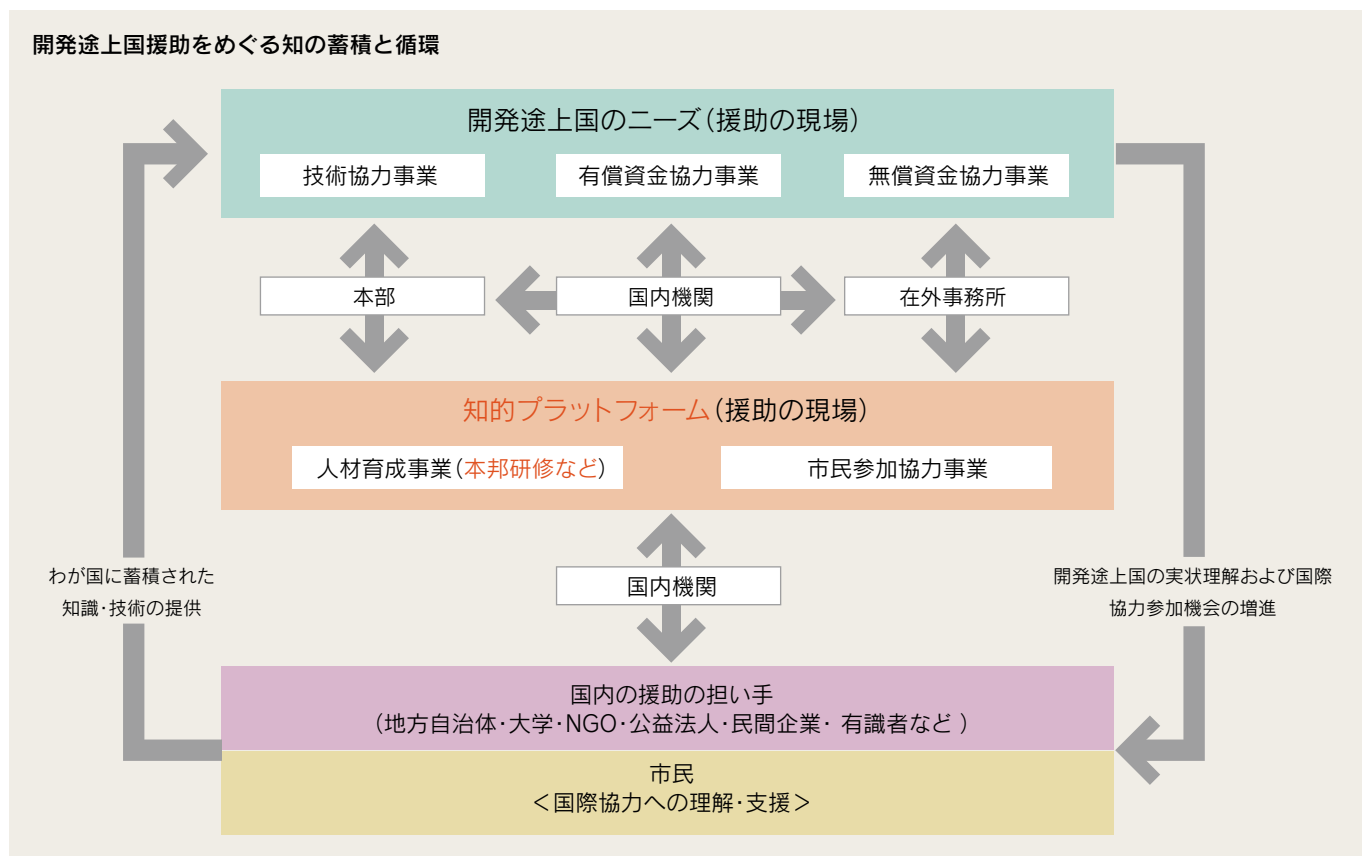 開発途上国援助をめぐる知の蓄積と循環
開発途上国のニーズ(援助の現場)
技術協力事業
有償資金協力事業
無償資金協力事業
本部
国内機関
在外事務所
知的プラットフォーム(援助の現場)
人材育成事業(本邦研修など)
市民参加協力事業
わが国に蓄積された
知識・技術の提供
国内機関
開発途上国の実状理解および国際
協力参加機会の増進
国内の援助の担い手
(地方自治体・大学・NGO・公益法人・民間企業・ 有識者など )
市民
<国際協力への理解・支援>